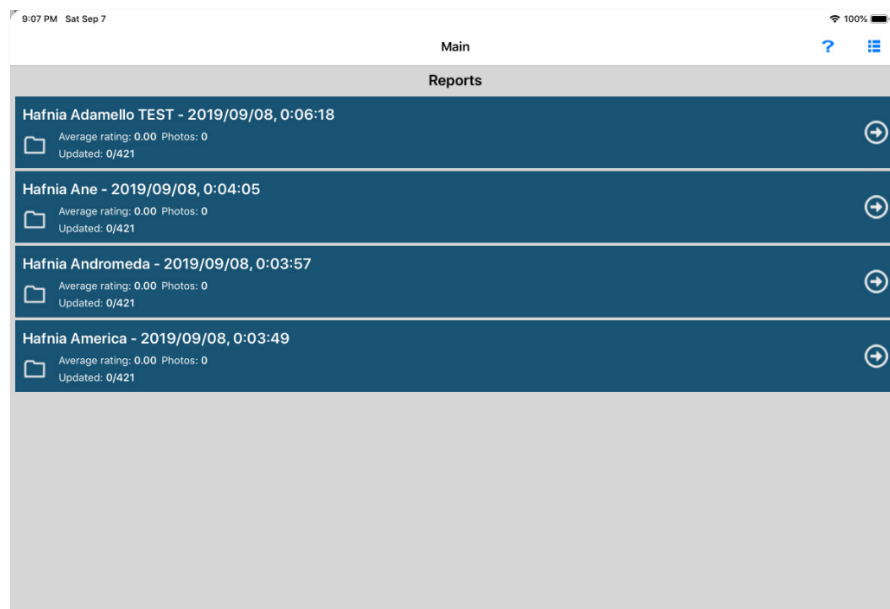 9:07 PM Sat Sep 7 100%
Main ?
Reports
Hafnia Adamello TEST - 2019/09/08, 0:06:18
Average rating: 0.00 Photos: 0
Updated: 0/421
Hafnia Ane - 2019/09/08, 0:04:05
Average rating: 0.00 Photos: 0
Updated: 0/421
Hafnia Andromeda - 2019/09/08, 0:03:57
Average rating: 0.00 Photos: 0
Updated: 0/421
Hafnia America - 2019/09/08, 0:03:49
Average rating: 0.00 Photos: 0
Updated: 0/421